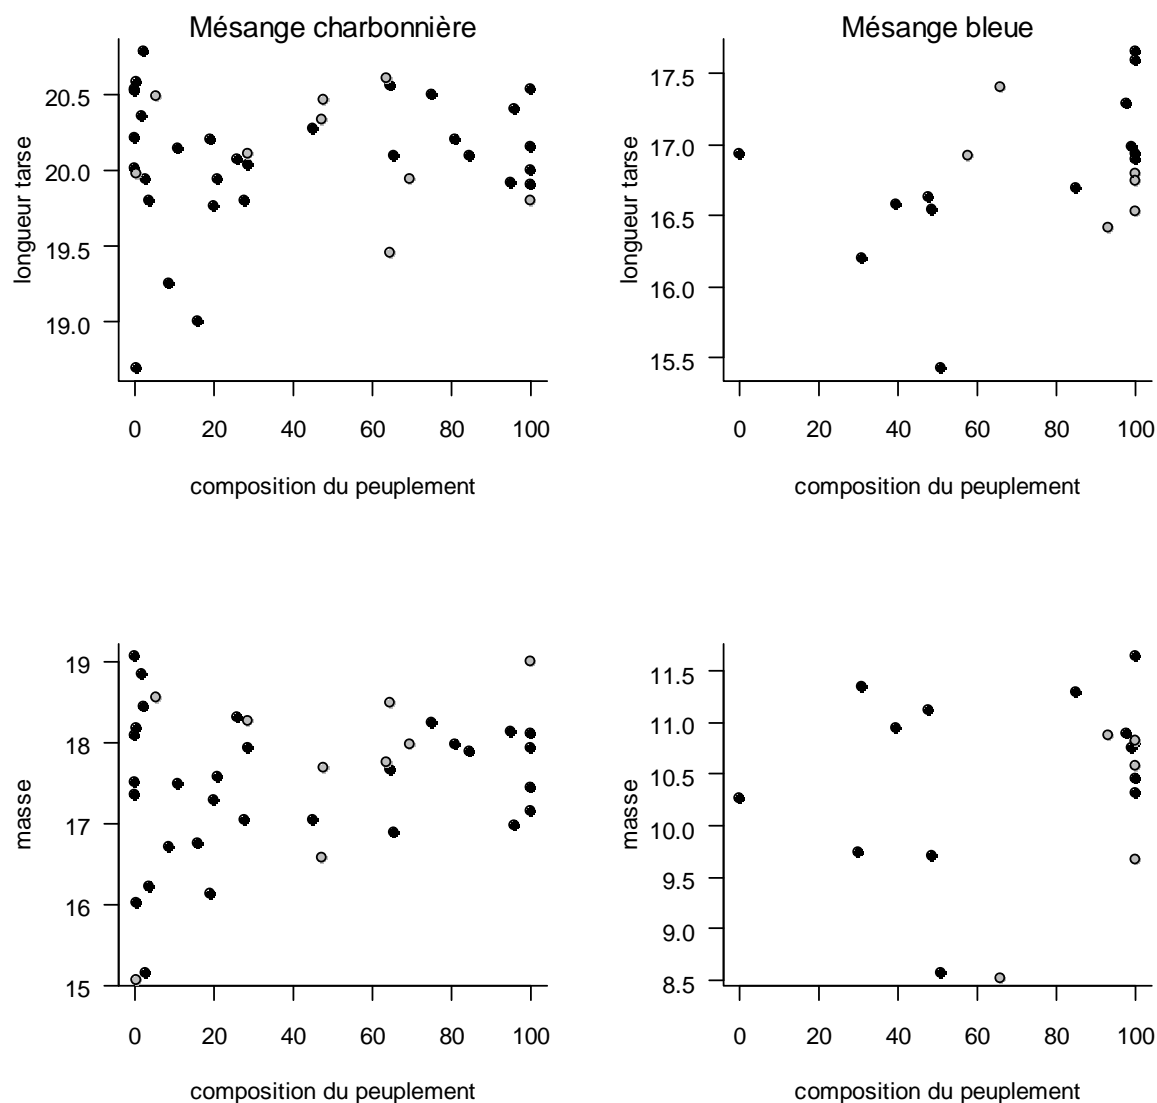 Mésange charbonnière
longueur tarse
20.5
20.0
19.5
19.0
0 20 40 60 80 100
composition du peuplement
Mésange bleue
longueur tarse
17.5
17.0
16.5
16.0
15.5
0 20 40 60 80 100
composition du peuplement
masse
19
18
17
16
15
0 20 40 60 80 100
composition du peuplement
masse
11.5
11.0
10.5
10.0
9.5
9.0
8.5
0 20 40 60 80 100
composition du peuplement